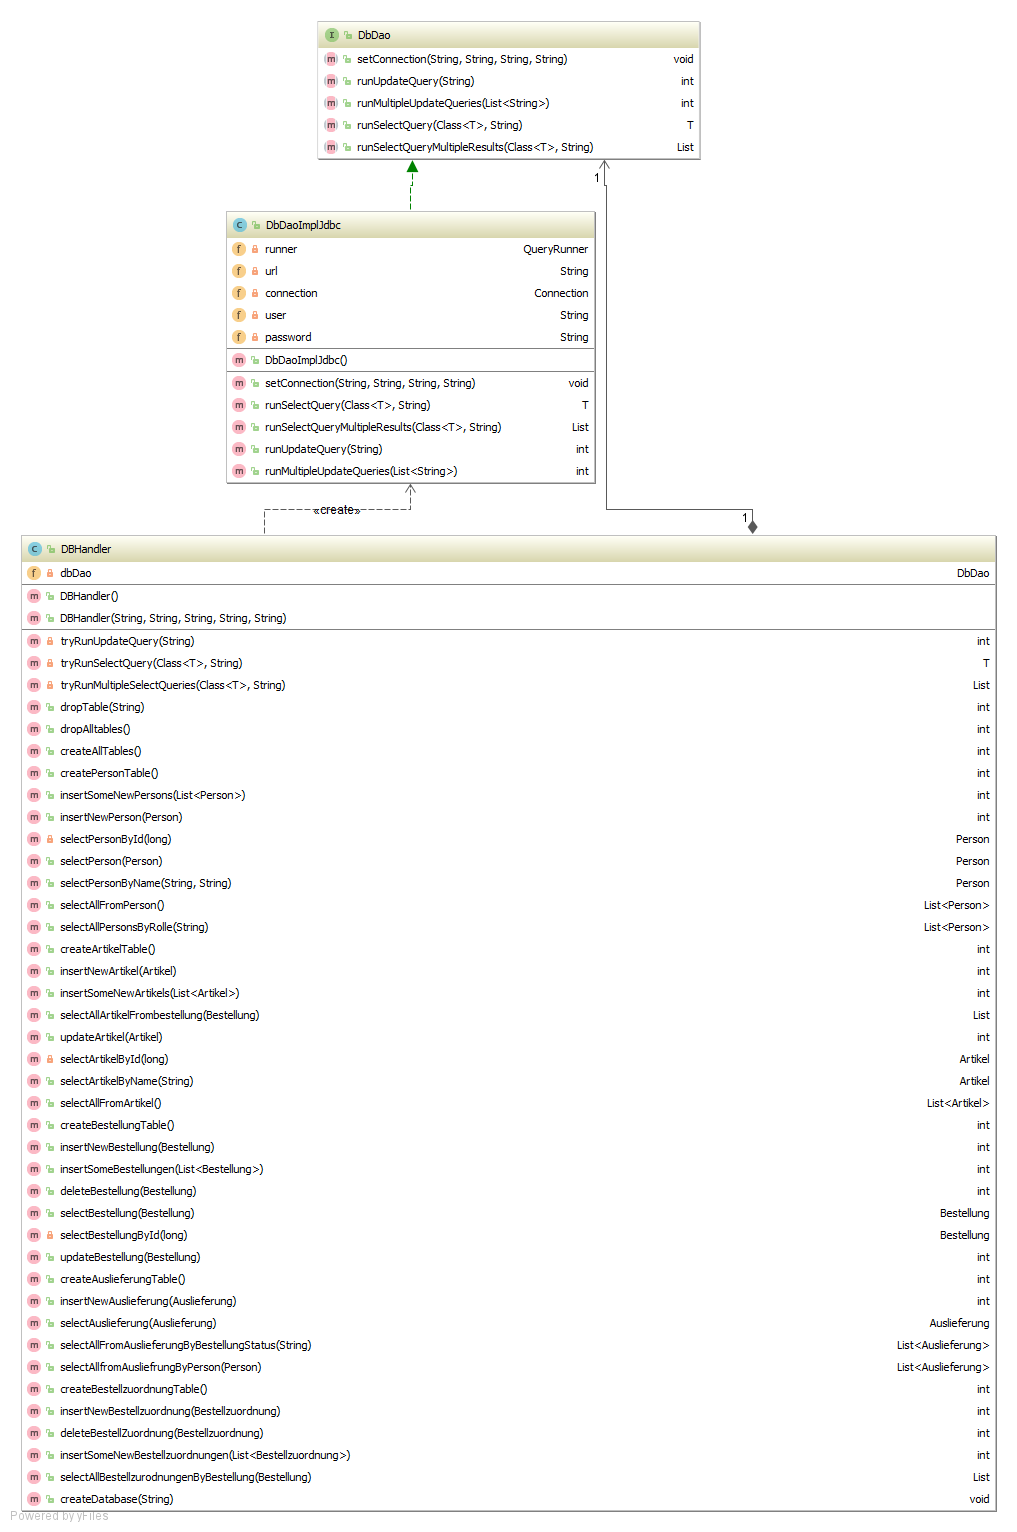 DbDao
setConnection(String, String, String, String) void
runUpdateQuery(String) int
runMultipleUpdateQueries(List<String>) int
runSelectQuery(Class<T>, String) T
runSelectQueryMultipleResults(Class<T>, String) List
1
DbDaoImplJdbc
runner QueryRunner
url String
connection Connection
user String
password String
DbDaoImplJdbc()
setConnection(String, String, String, String) void
runSelectQuery(Class<T>, String) T
runSelectQueryMultipleResults(Class<T>, String) List
runUpdateQuery(String) int
runMultipleUpdateQueries(List<String>) int
«create»
1
DBHandler
dbDao DbDao
DBHandler()
DBHandler(String, String, String, String, String)
tryRunUpdateQuery(String) int
tryRunSelectQuery(Class<T>, String) T
tryRunMultipleSelectQueries(Class<T>, String) List
dropTable(String) int
dropAlltables() int
createAllTables() int
createPersonTable() int
insertSomeNewPersons(List<Person>) int
insertNewPerson(Person) int
selectPersonById(long) Person
selectPerson(Person) Person
selectPersonByName(String, String) Person
selectAllFromPerson() List<Person>
selectAllPersonsByRolle(String) List<Person>
createArtikelTable() int
insertNewArtikel(Artikel) int
insertSomeNewArtikels(List<Artikel>) int
selectAllArtikelFrombestellung(Bestellung) List
updateArtikel(Artikel) int
selectArtikelById(long) Artikel
selectArtikelByName(String) Artikel
selectAllFromArtikel() List<Artikel>
createBestellungTable() int
insertNewBestellung(Bestellung) int
insertSomeBestellungen(List<Bestellung>) int
deleteBestellung(Bestellung) int
selectBestellung(Bestellung) Bestellung
selectBestellungById(long) Bestellung
updateBestellung(Bestellung) int
createAuslieferungTable() int
insertNewAuslieferung(Auslieferung) int
selectAuslieferung(Auslieferung) Auslieferung
selectAllFromAuslieferungByBestellungStatus(String) List<Auslieferung>
selectAllfromAusliefrungByPerson(Person) List<Auslieferung>
createBestellzuordnungTable() int
insertNewBestellzuordnung(Bestellzuordnung) int
deleteBestellZuordnung(Bestellzuordnung) int
insertSomeNewBestellzuordnungen(List<Bestellzuordnung>) int
selectAllBestellzurodnungenByBestellung(Bestellung) List
createDatabase(String) void
Powered by yFiles